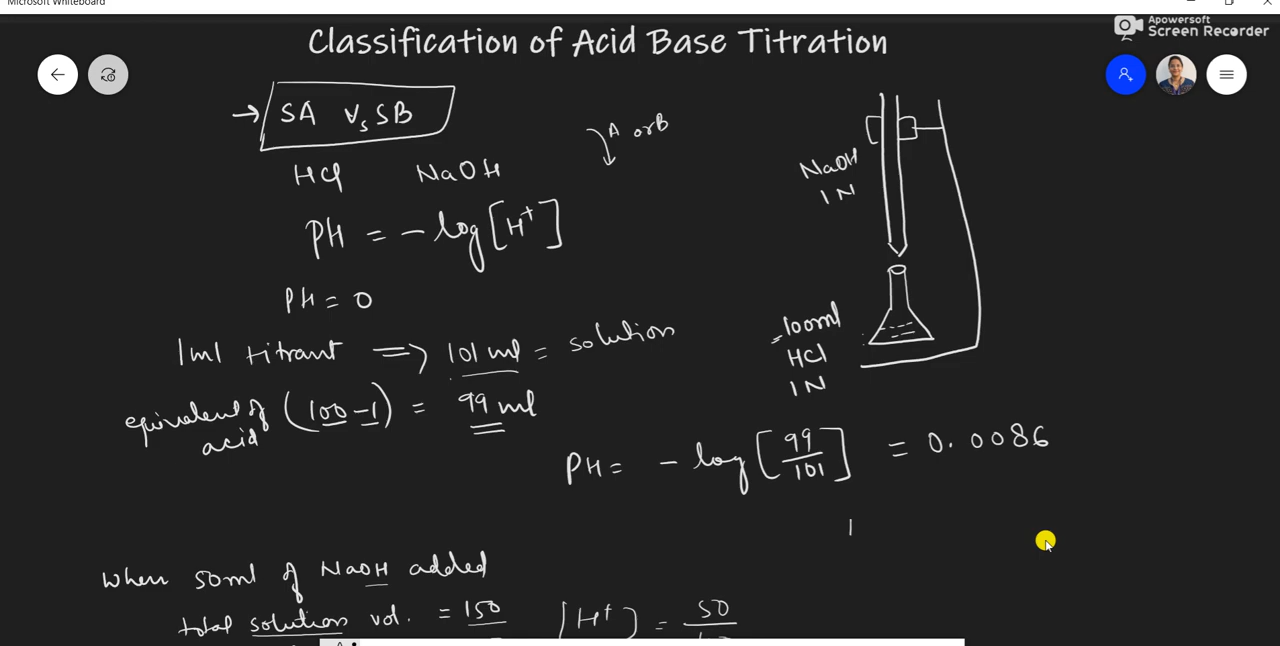 Microsoft Whiteboard
Apowersoft
Screen Recorder
Classification of Acid Base Titration
→ SA Vs SB
A or B
HCl NaOH
NaOH
1 N
PH = - log [H+]
PH = 0
1ml titrant => 101 ml = solution
100ml
HCl
1 N
equivalent of acid (100-1) = 99 ml
PH = - log [99/101] = 0.0086
When 50ml of NaOH added
total solution vol. = 150 [H+] = 50